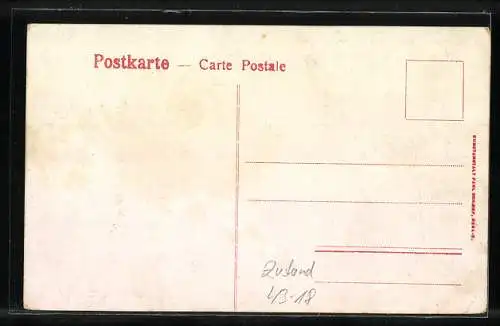 Postkarte — Carte Postale
Zustand
43-18